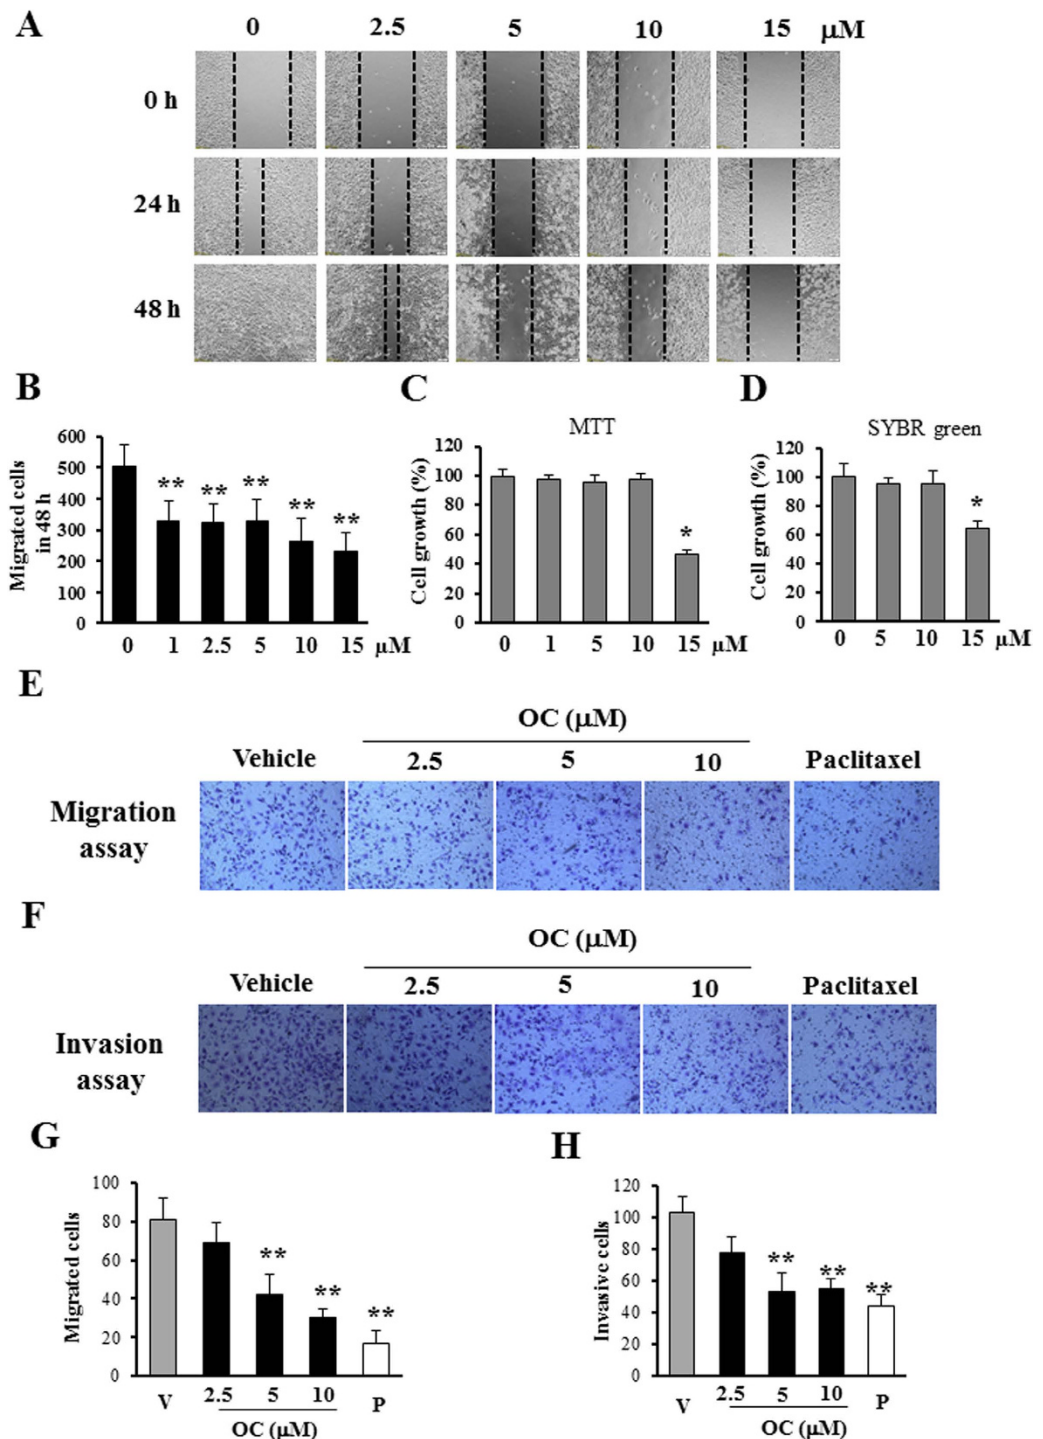 A
0 2.5 5 10 15 μM
0 h
24 h
48 h
B
C
D
600
500
400
300
200
100
0
Migrated cells
in 48 h
** ** ** ** **
0 1 2.5 5 10 15 μM
MTT
120
100
80
60
40
20
0
Cell growth (%)
*
0 1 5 10 15 μM
SYBR green
120
100
80
60
40
20
0
Cell growth (%)
*
0 5 10 15 μM
E
OC (μM)
Vehicle 2.5 5 10 Paclitaxel
Migration
assay
F
OC (μM)
Vehicle 2.5 5 10 Paclitaxel
Invasion
assay
G
100
80
60
40
20
0
Migrated cells
** ** **
V 2.5 5 10 P
OC (μM)
H
120
100
80
60
40
20
0
Invasive cells
** ** **
V 2.5 5 10 P
OC (μM)